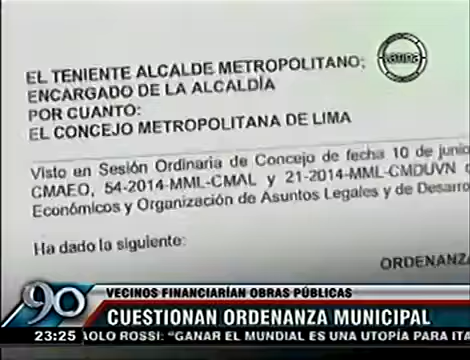 EL TENIENTE ALCALDE METROPOLITANO;
ENCARGADO DE LA ALCALDÍA
POR CUANTO:
EL CONCEJO METROPOLITANA DE LIMA
Visto en Sesión Ordinaria de Concejo de fecha 10 de junio
CMAEO, 54-2014-MML-CMAL y 21-2014-MML-CMDUVN
Económicos y Organización de Asuntos Legales y de Desarro
Ha dado la siguiente:
ORDENANZA
latina
90
VECINOS FINANCIARÍAN OBRAS PÚBLICAS
CUESTIONAN ORDENANZA MUNICIPAL
23:25 AOLO ROSSI: "GANAR EL MUNDIAL ES UNA UTOPÍA PARA ITA